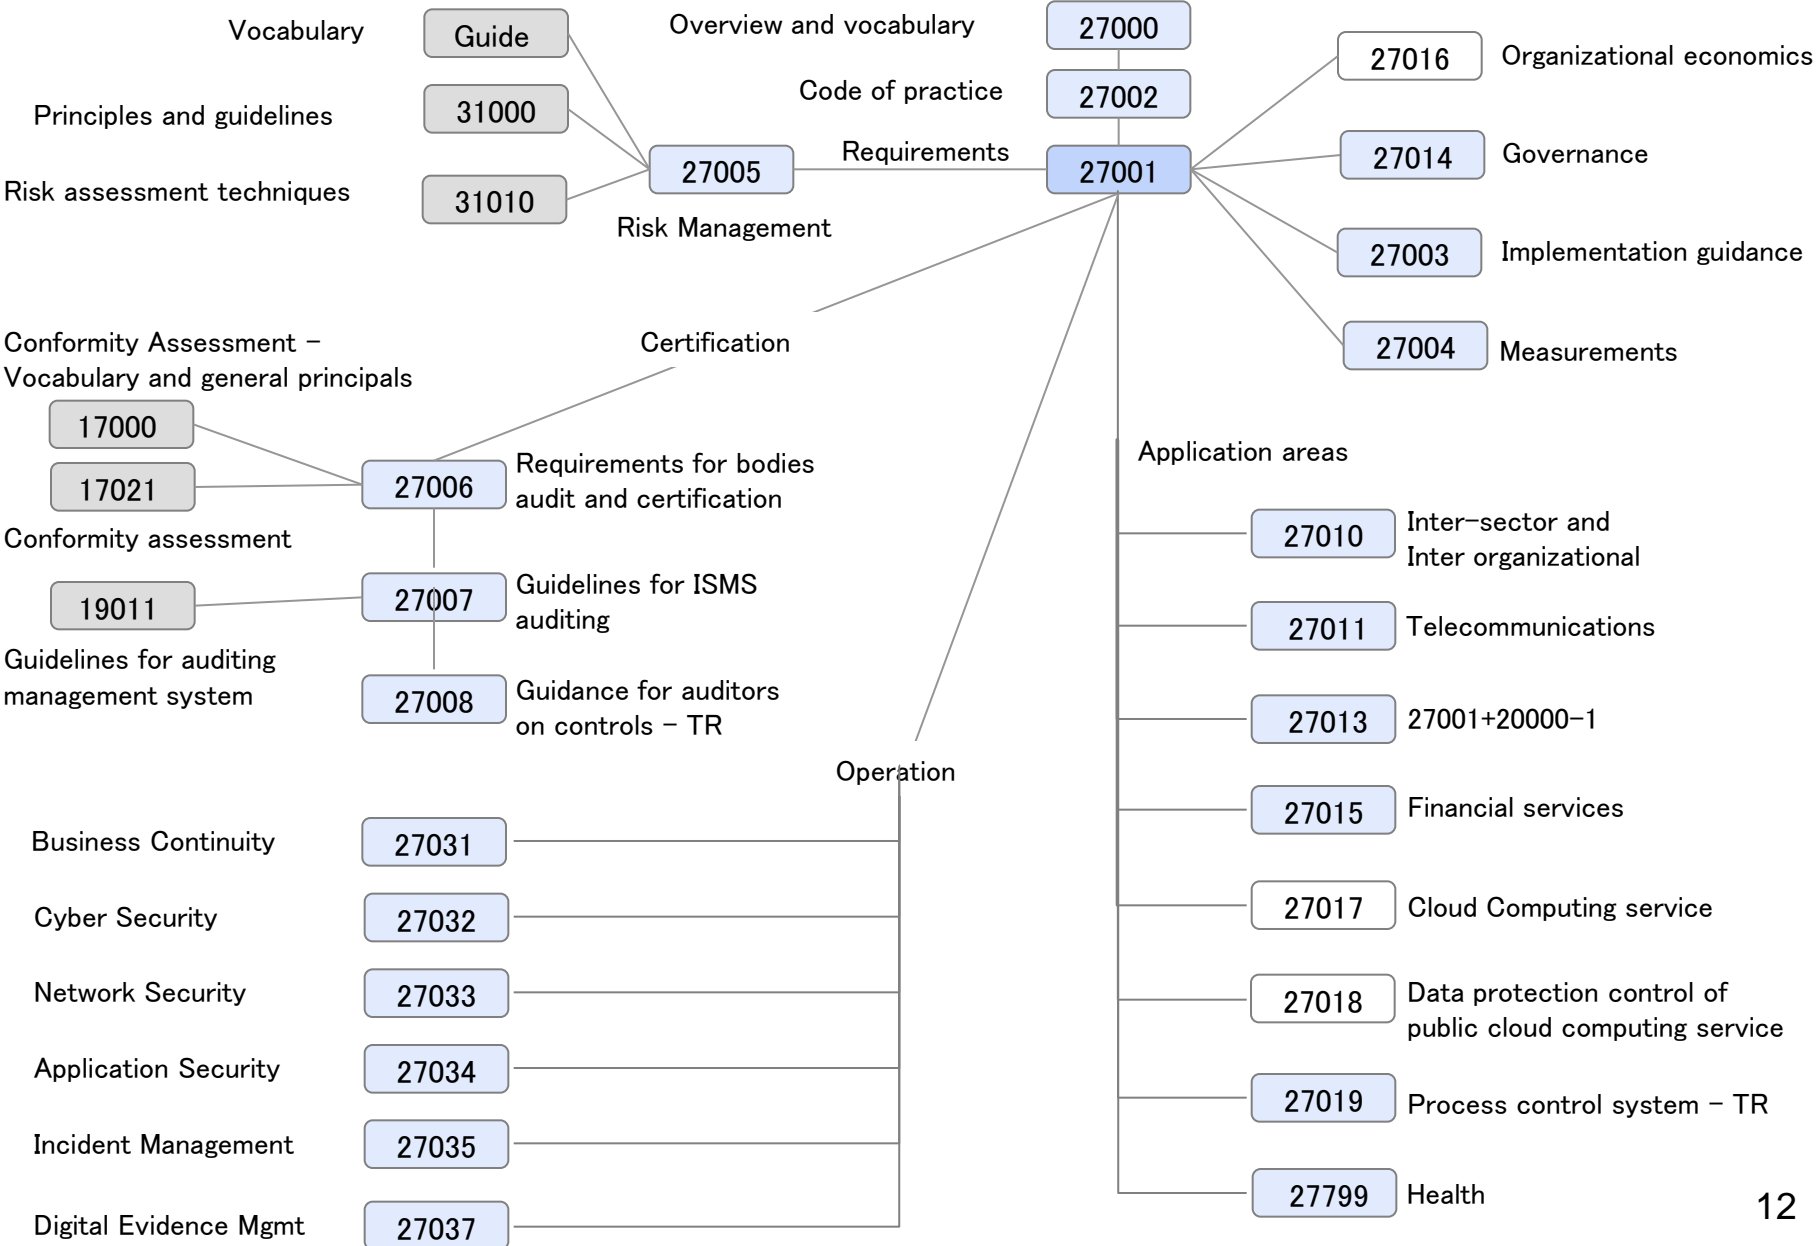 Vocabulary
Guide
Overview and vocabulary
27000
27016
Organizational economics
Principles and guidelines
31000
Code of practice
27002
Risk assessment techniques
31010
27005
Risk Management
Requirements
27001
27014
Governance
27003
Implementation guidance
27004
Measurements
Conformity Assessment -
Vocabulary and general principals
17000
17021
Conformity assessment
Certification
27006
Requirements for bodies
audit and certification
19011
Guidelines for auditing
management system
27007
Guidelines for ISMS
auditing
27008
Guidance for auditors
on controls - TR
Application areas
27010
Inter-sector and
Inter organizational
27011
Telecommunications
27013
27001+20000-1
27015
Financial services
27017
Cloud Computing service
27018
Data protection control of
public cloud computing service
27019
Process control system - TR
27799
Health
Operation
Business Continuity
27031
Cyber Security
27032
Network Security
27033
Application Security
27034
Incident Management
27035
Digital Evidence Mgmt
27037
12